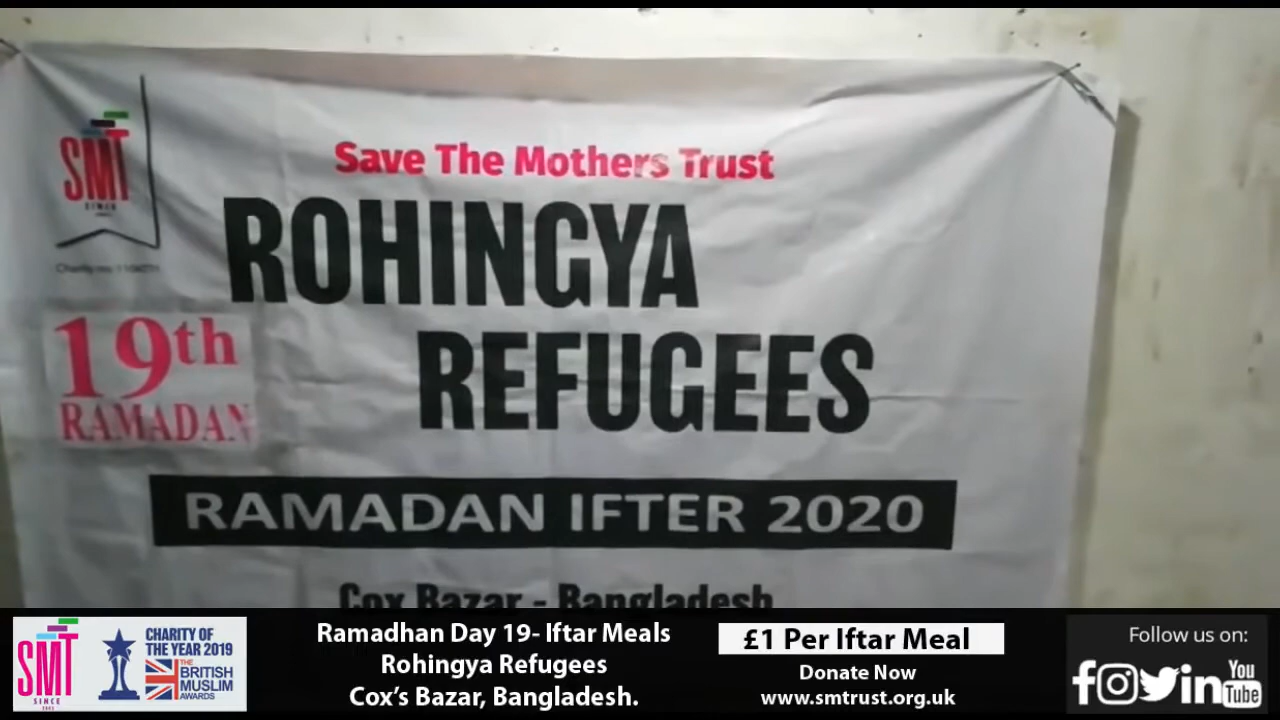 SMT
SINCE
Save The Mothers Trust
ROHINGYA
REFUGEES
19th
RAMADAN
RAMADAN IFTER 2020
Cox Bazar - Bangladesh
SMT
SINCE
CHARITY OF
THE YEAR 2019
THE
BRITISH
MUSLIM
AWARDS
Ramadhan Day 19- Iftar Meals
Rohingya Refugees
Cox's Bazar, Bangladesh.
£1 Per Iftar Meal
Donate Now
www.smtrust.org.uk
Follow us on:
You
Tube